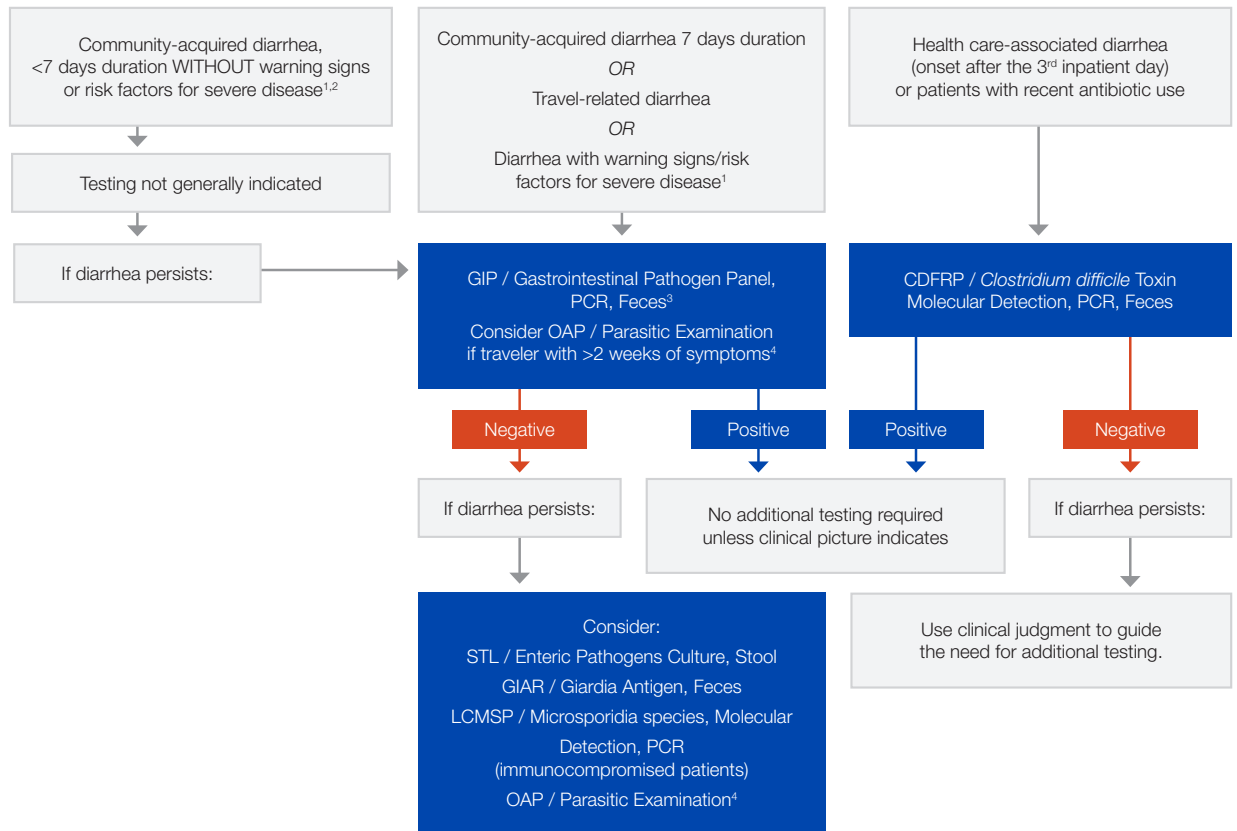 Community-acquired diarrhea,
<7 days duration WITHOUT warning signs
or risk factors for severe disease1,2
Testing not generally indicated
If diarrhea persists:
Community-acquired diarrhea 7 days duration
OR
Travel-related diarrhea
OR
Diarrhea with warning signs/risk
factors for severe disease1
Health care-associated diarrhea
(onset after the 3rd inpatient day)
or patients with recent antibiotic use
GIP / Gastrointestinal Pathogen Panel,
PCR, Feces3
Consider OAP / Parasitic Examination
if traveler with >2 weeks of symptoms4
CDFRP / Clostridium difficile Toxin
Molecular Detection, PCR, Feces
Negative
Positive
Positive
Negative
If diarrhea persists:
No additional testing required
unless clinical picture indicates
If diarrhea persists:
Consider:
STL / Enteric Pathogens Culture, Stool
GIAR / Giardia Antigen, Feces
LCMSP / Microsporidia species, Molecular
Detection, PCR
(immunocompromised patients)
OAP / Parasitic Examination4
Use clinical judgment to guide
the need for additional testing.